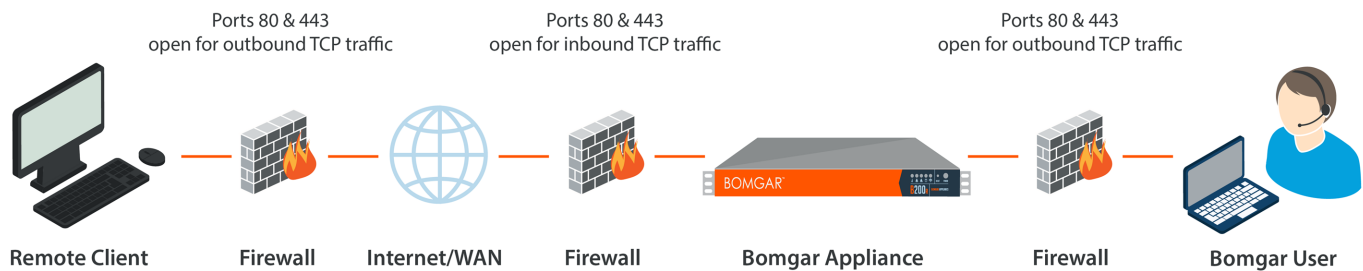 Ports 80 & 443
open for outbound TCP traffic
Ports 80 & 443
open for inbound TCP traffic
Ports 80 & 443
open for outbound TCP traffic
BOMGAR
B200
Remote Client
Firewall
Internet/WAN
Firewall
Bomgar Appliance
Firewall
Bomgar User